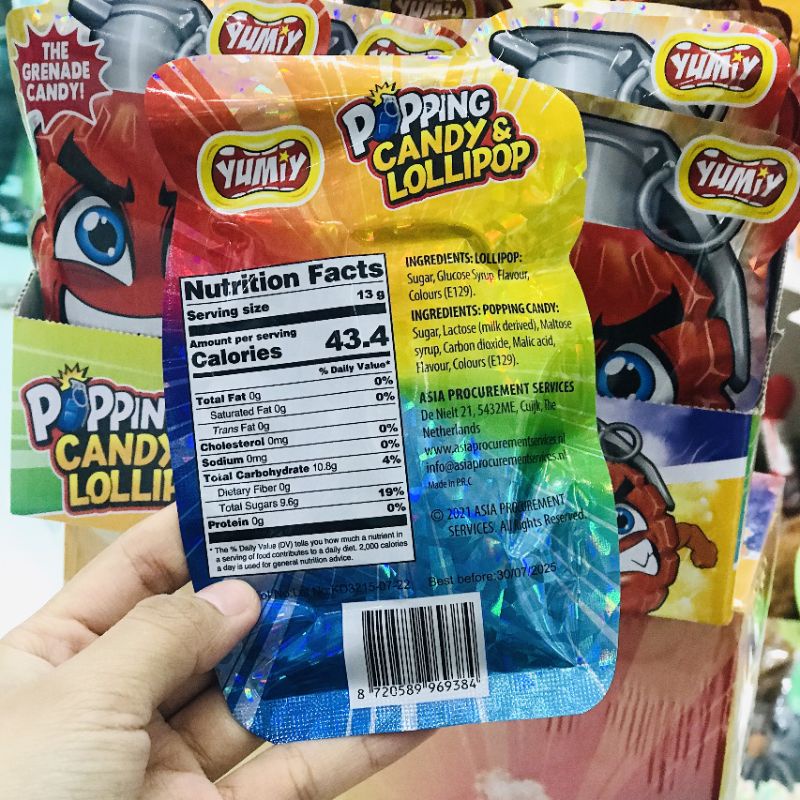 THE
GRENADE
CANDY!
YUMiY
YUMiY
YUMiY
YUMiY
POPPING
CANDY &
LOLLIPOP
Nutrition Facts
Serving size 13 g
Amount per serving
Calories 43.4
% Daily Value*
Total Fat 0g 0%
Saturated Fat 0g 0%
Trans Fat 0g
Cholesterol 0mg 0%
Sodium 0mg 0%
Total Carbohydrate 10.8g 4%
Dietary Fiber 0g
Total Sugars 9.6g 19%
Protein 0g 0%
* The % Daily Value (DV) tells you how much a nutrient in
a serving of food contributes to a daily diet. 2,000 calories
a day is used for general nutrition advice.
INGREDIENTS: LOLLIPOP:
Sugar, Glucose Syrup Flavour,
Colours (E129).
INGREDIENTS: POPPING CANDY:
Sugar, Lactose (milk derived), Maltose
syrup, Carbon dioxide, Malic acid,
Flavour, Colours (E129).
ASIA PROCUREMENT SERVICES
De Nielt 21, 5432ME, Cuijk, The
Netherlands
www.asiaprocurementservices.nl
info@asiaprocurementservices.nl
Made in P.R.C
© 2021 ASIA PROCUREMENT
SERVICES. All Rights Reserved.
Best before:30/07/2025
8 720589 969384
POPPIN
CANDY
LOLLIP